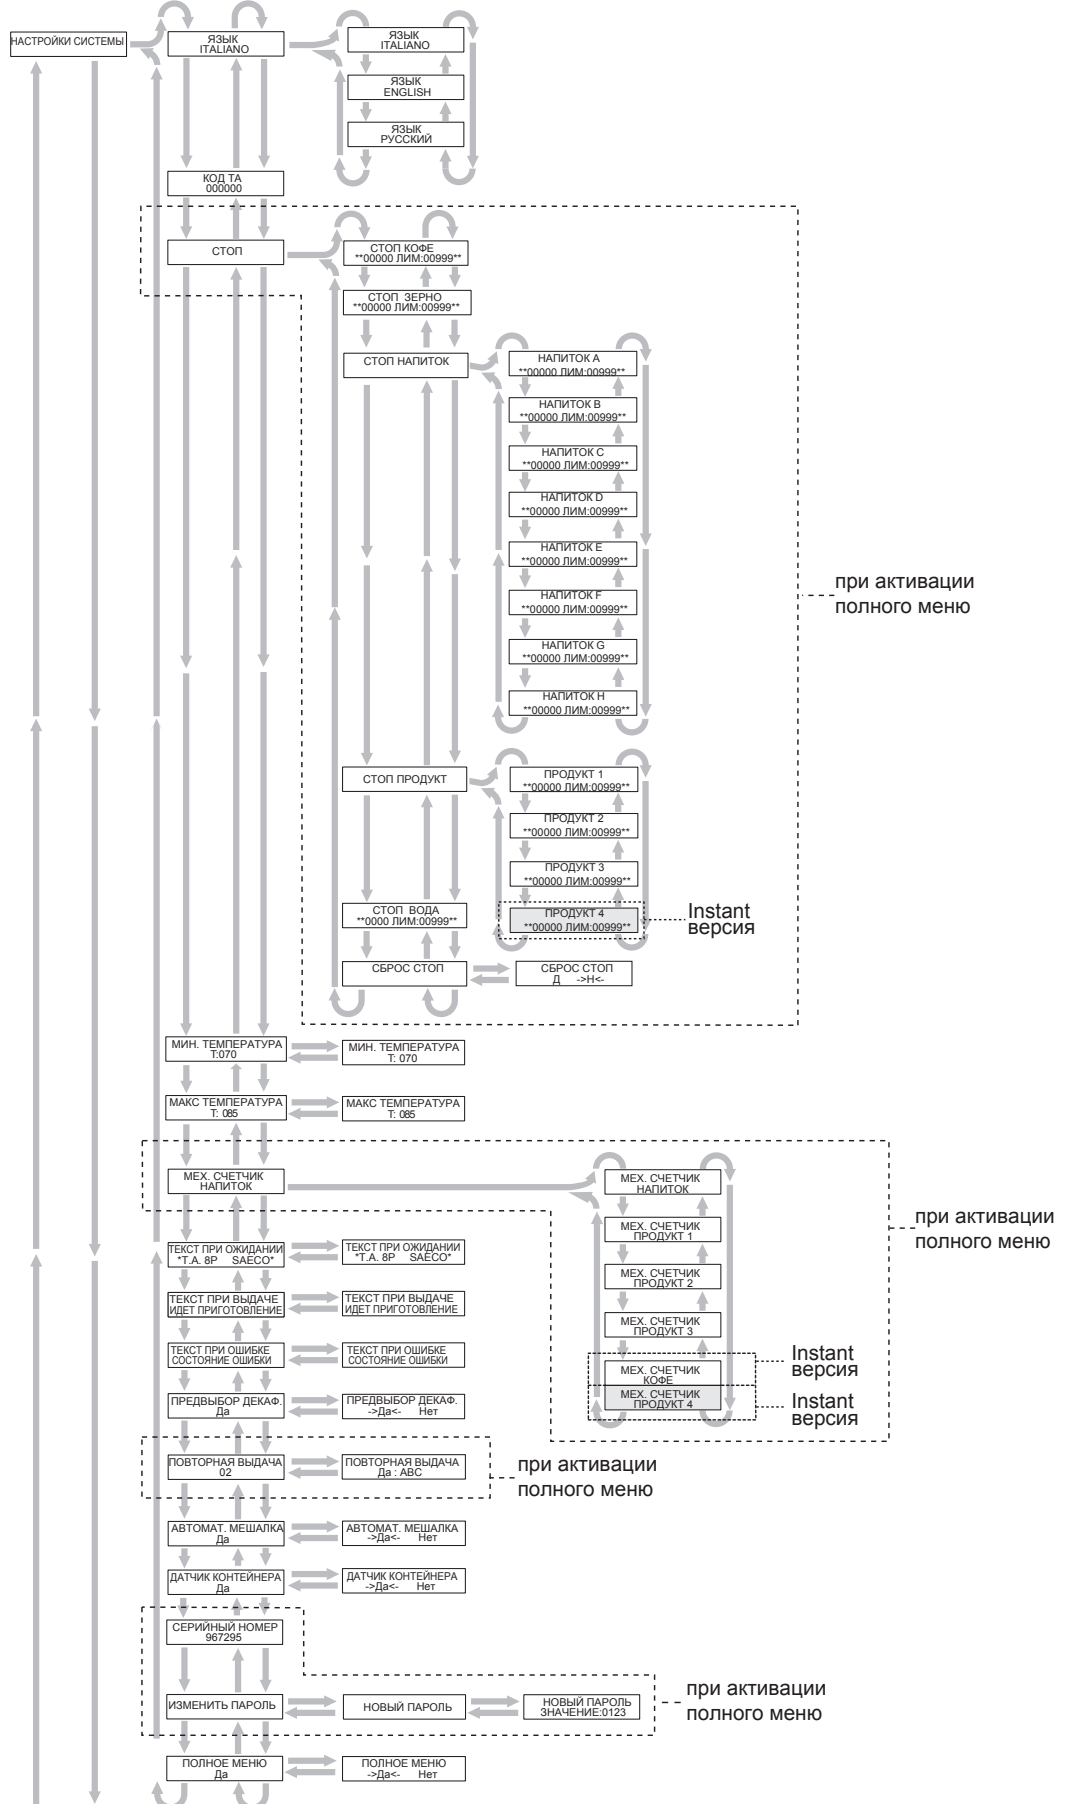 НАСТРОЙКИ СИСТЕМЫ
ЯЗЫК
ITALIANO
ЯЗЫК
ITALIANO
ЯЗЫК
ENGLISH
ЯЗЫК
РУССКИЙ
КОД ТА
000000
СТОП
СТОП КОФЕ
**00000 ЛИМ:00999**
СТОП ЗЕРНО
**00000 ЛИМ:00999**
СТОП НАПИТОК
НАПИТОК A
**00000 ЛИМ:00999**
НАПИТОК B
**00000 ЛИМ:00999**
НАПИТОК C
**00000 ЛИМ:00999**
НАПИТОК D
**00000 ЛИМ:00999**
НАПИТОК E
**00000 ЛИМ:00999**
НАПИТОК F
**00000 ЛИМ:00999**
НАПИТОК G
**00000 ЛИМ:00999**
НАПИТОК H
**00000 ЛИМ:00999**
при активации
полного меню
СТОП ПРОДУКТ
ПРОДУКТ 1
**00000 ЛИМ:00999**
ПРОДУКТ 2
**00000 ЛИМ:00999**
ПРОДУКТ 3
**00000 ЛИМ:00999**
ПРОДУКТ 4
**00000 ЛИМ:00999**
Instant
версия
СТОП ВОДА
**0000 ЛИМ:00999**
СБРОС СТОП
СБРОС СТОП
Д ->Н<-
МИН. ТЕМПЕРАТУРА
T:070
МИН. ТЕМПЕРАТУРА
T: 070
МАКС ТЕМПЕРАТУРА
T: 085
МАКС ТЕМПЕРАТУРА
T: 085
МЕХ. СЧЕТЧИК
НАПИТОК
МЕХ. СЧЕТЧИК
НАПИТОК
МЕХ. СЧЕТЧИК
ПРОДУКТ 1
МЕХ. СЧЕТЧИК
ПРОДУКТ 2
МЕХ. СЧЕТЧИК
ПРОДУКТ 3
МЕХ. СЧЕТЧИК
КОФЕ
МЕХ. СЧЕТЧИК
ПРОДУКТ 4
Instant
версия
Instant
версия
при активации
полного меню
ТЕКСТ ПРИ ОЖИДАНИИ
*Т.А. 8P SAECO*
ТЕКСТ ПРИ ОЖИДАНИИ
*Т.А. 8P SAECO*
ТЕКСТ ПРИ ВЫДАЧЕ
ИДЕТ ПРИГОТОВЛЕНИЕ
ТЕКСТ ПРИ ВЫДАЧЕ
ИДЕТ ПРИГОТОВЛЕНИЕ
ТЕКСТ ПРИ ОШИБКЕ
СОСТОЯНИЕ ОШИБКИ
ТЕКСТ ПРИ ОШИБКЕ
СОСТОЯНИЕ ОШИБКИ
ПРЕДВЫБОР ДЕКАФ.
Да
ПРЕДВЫБОР ДЕКАФ.
->Да<- Нет
ПОВТОРНАЯ ВЫДАЧА
02
ПОВТОРНАЯ ВЫДАЧА
Да : ABC
при активации
полного меню
АВТОМАТ. МЕШАЛКА
Да
АВТОМАТ. МЕШАЛКА
->Да<- Нет
ДАТЧИК КОНТЕЙНЕРА
Да
ДАТЧИК КОНТЕЙНЕРА
->Да<- Нет
СЕРИЙНЫЙ НОМЕР
967295
ИЗМЕНИТЬ ПАРОЛЬ
НОВЫЙ ПАРОЛЬ
НОВЫЙ ПАРОЛЬ
ЗНАЧЕНИЕ:0123
при активации
полного меню
ПОЛНОЕ МЕНЮ
Да
ПОЛНОЕ МЕНЮ
->Да<- Нет